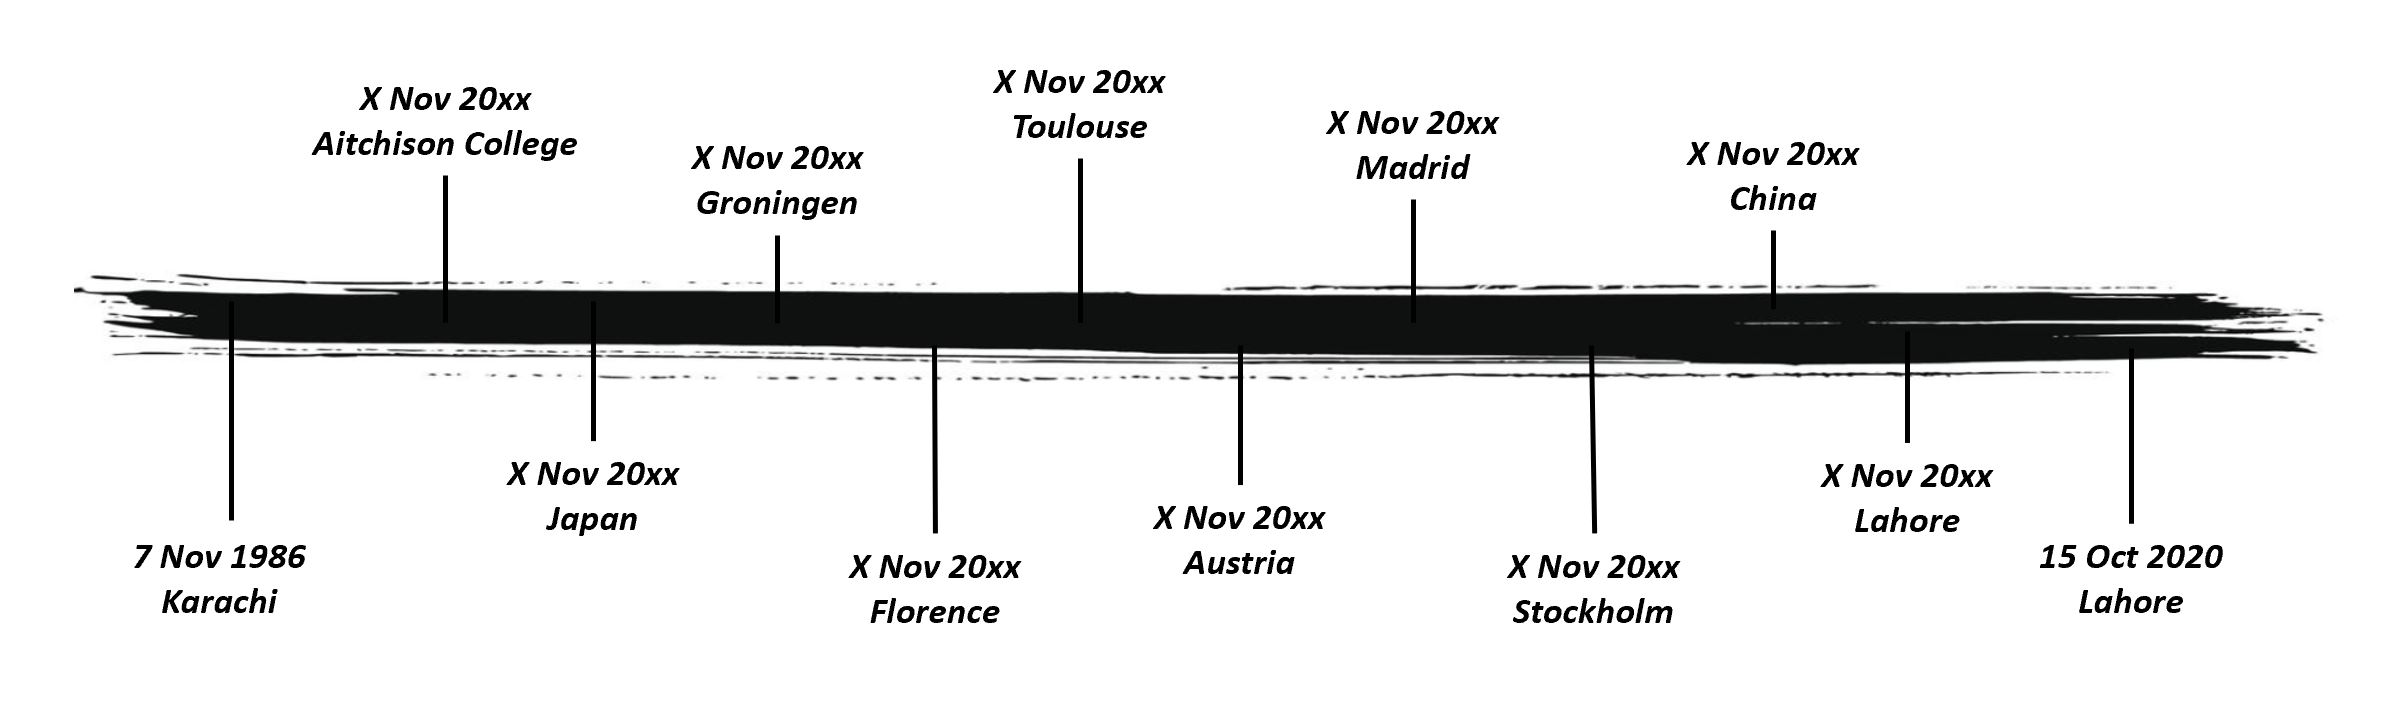 7 Nov 1986
Karachi
X Nov 20xx
Aitchison College
X Nov 20xx
Japan
X Nov 20xx
Groningen
X Nov 20xx
Florence
X Nov 20xx
Toulouse
X Nov 20xx
Austria
X Nov 20xx
Madrid
X Nov 20xx
Stockholm
X Nov 20xx
China
X Nov 20xx
Lahore
15 Oct 2020
Lahore